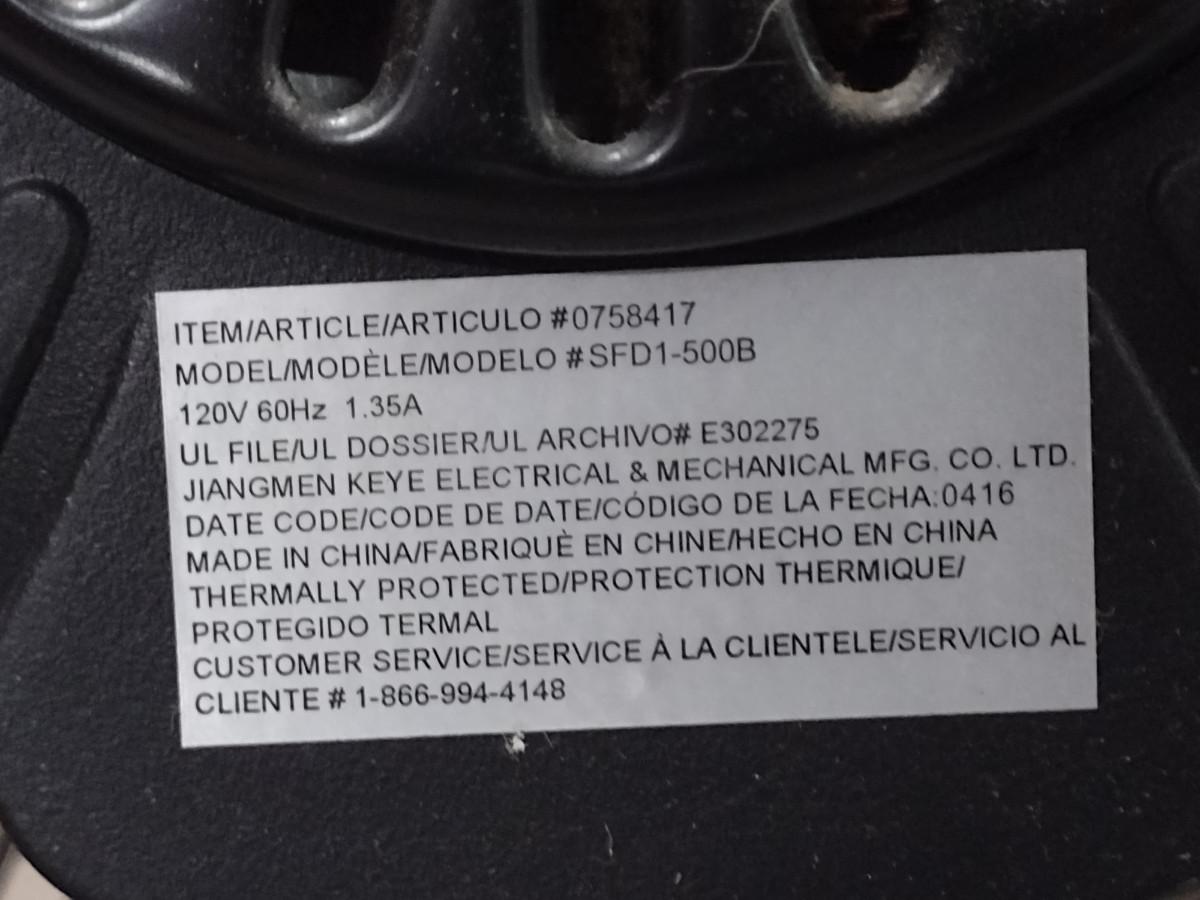 ITEM/ARTICLE/ARTICULO #0758417
MODEL/MODÈLE/MODELO #SFD1-500B
120V 60Hz 1.35A
UL FILE/UL DOSSIER/UL ARCHIVO# E302275
JIANGMEN KEYE ELECTRICAL & MECHANICAL MFG. CO. LTD.
DATE CODE/CODE DE DATE/CÓDIGO DE LA FECHA:0416
MADE IN CHINA/FABRIQUÈ EN CHINE/HECHO EN CHINA
THERMALLY PROTECTED/PROTECTION THERMIQUE/
PROTEGIDO TERMAL
CUSTOMER SERVICE/SERVICE À LA CLIENTELE/SERVICIO AL
CLIENTE # 1-866-994-4148